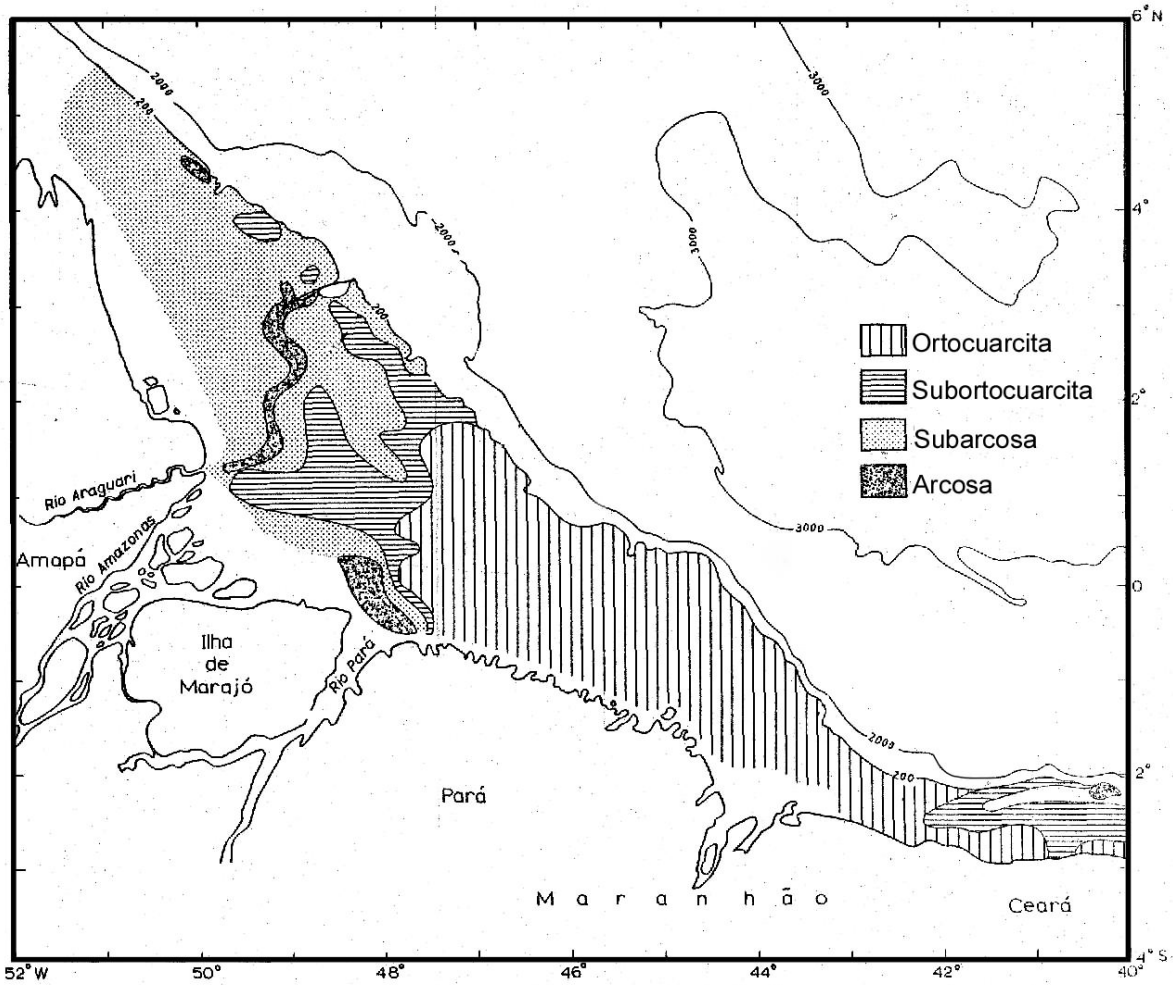 6° N
2000
200
3000
4°
2000
3000
200
Ortocuarcita
Subortocuarcita
2°
Subarcosa
Arcosa
Rio Araguari
3000
Amapá
Rio Amazonas
0
Ilha
de
Marajó
Rio Pará
2000
200
2°
Pará
Maranhão
Ceará
52° W
50°
48°
46°
44°
42°
40°
4° S